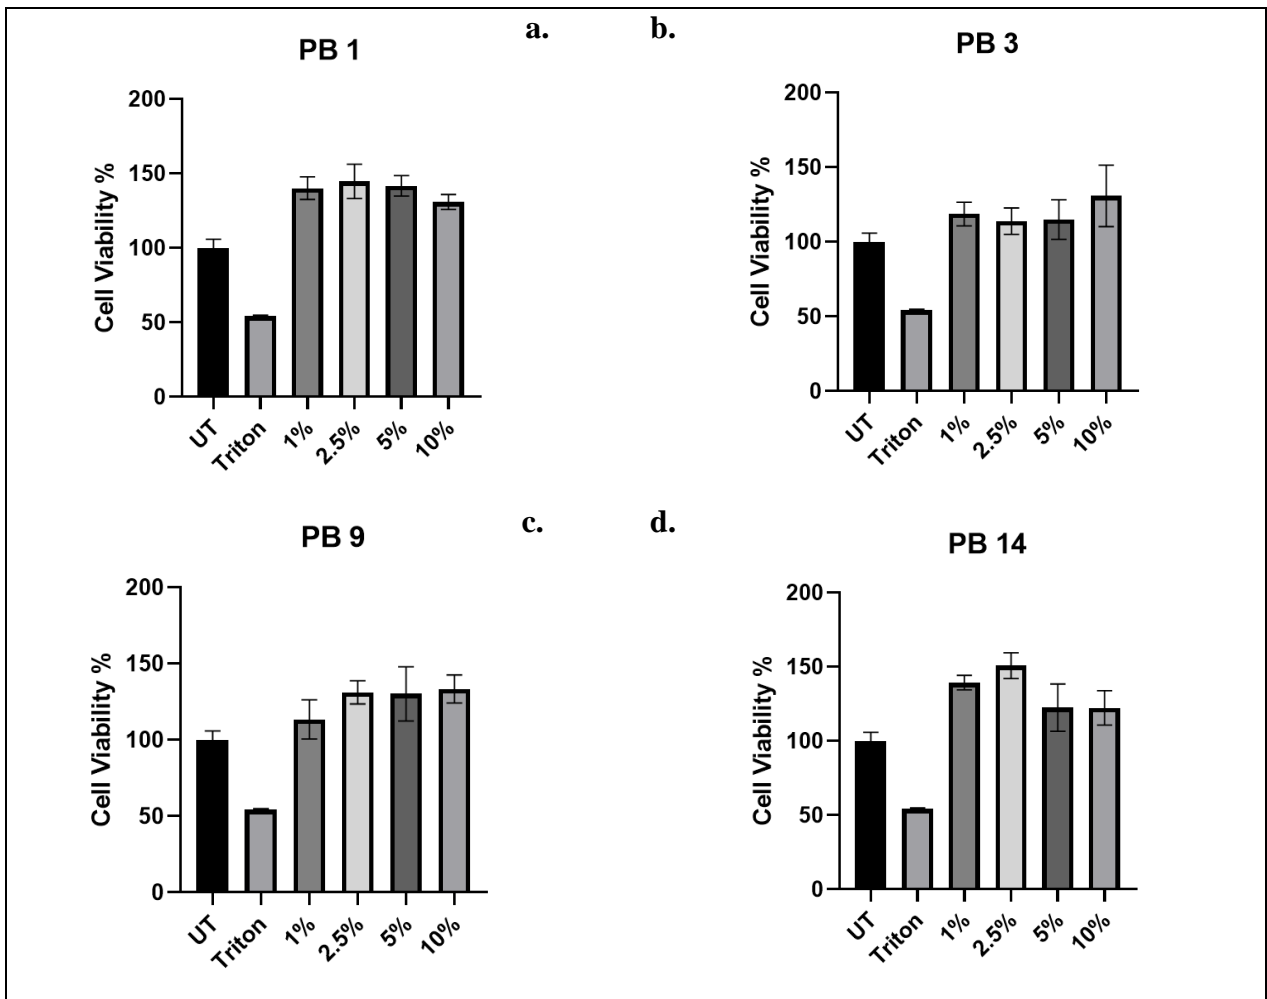 a.
b.
PB 1
200
150
100
50
0
Cell Viability %
UT
Triton
1%
2.5%
5%
10%
PB 3
200
150
100
50
0
Cell Viability %
UT
Triton
1%
2.5%
5%
10%
c.
d.
PB 9
200
150
100
50
0
Cell Viability %
UT
Triton
1%
2.5%
5%
10%
PB 14
200
150
100
50
0
Cell Viability %
UT
Triton
1%
2.5%
5%
10%